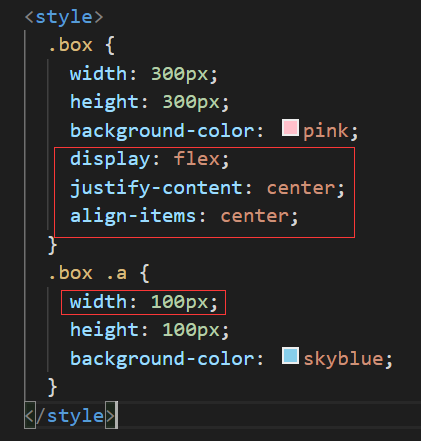 <style>
.box {
width: 300px;
height: 300px;
background-color: pink;
display: flex;
justify-content: center;
align-items: center;
}
.box .a {
width: 100px;
height: 100px;
background-color: skyblue;
}
</style>